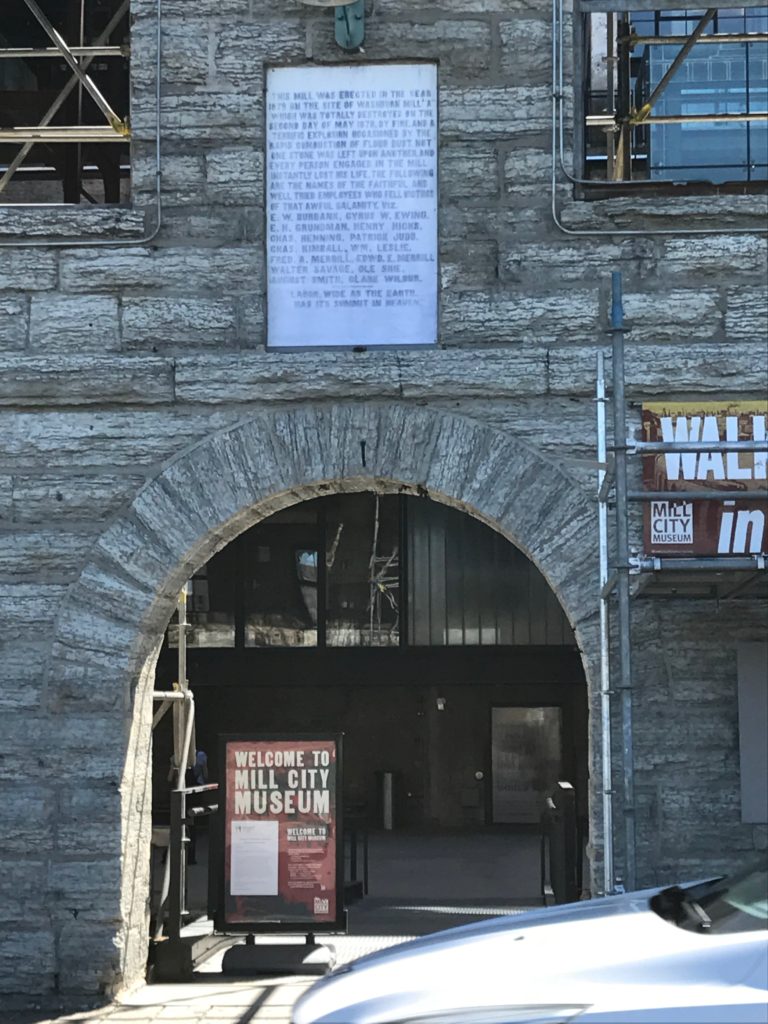 THIS MILL WAS ERECTED IN THE YEAR
1879 ON THE SITE OF WASHBURN MILL "A"
WHICH WAS TOTALLY DESTROYED ON THE
SECOND DAY OF MAY 1878, BY FIRE, AND A
TERRIFIC EXPLOSION OCCASIONED BY THE
RAPID COMBUSTION OF FLOUR DUST. NOT
ONE STONE WAS LEFT UPON ANOTHER, AND
EVERY PERSON ENGAGED IN THE MILL
INSTANTLY LOST HIS LIFE. THE FOLLOWING
ARE THE NAMES OF THE FAITHFUL, AND
WELL TRIED EMPLOYEES WHO FELL VICTIMS
OF THAT AWFUL CALAMITY. VIZ.
E. W. BURBANK, CYRUS W. EWING.
E. H. GRUNDMAN, HENRY HICKS.
CHAS. HENNING, PATRICK JUDD.
CHAS. KIMBALL, WM. LESLIE.
FRED. A. MERRILL, EDWD. E. MERRILL
WALTER SAVAGE, OLE SHIE.
AUGUST SMITH, CLARK WILBUR.
LABOR, WIDE AS THE EARTH,
HAS ITS SUMMIT IN HEAVEN.
WAL
MILL
CITY
MUSEUM
in
WELCOME TO
MILL CITY
MUSEUM
WELCOME TO
MILL CITY MUSEUM
MILL
CITY